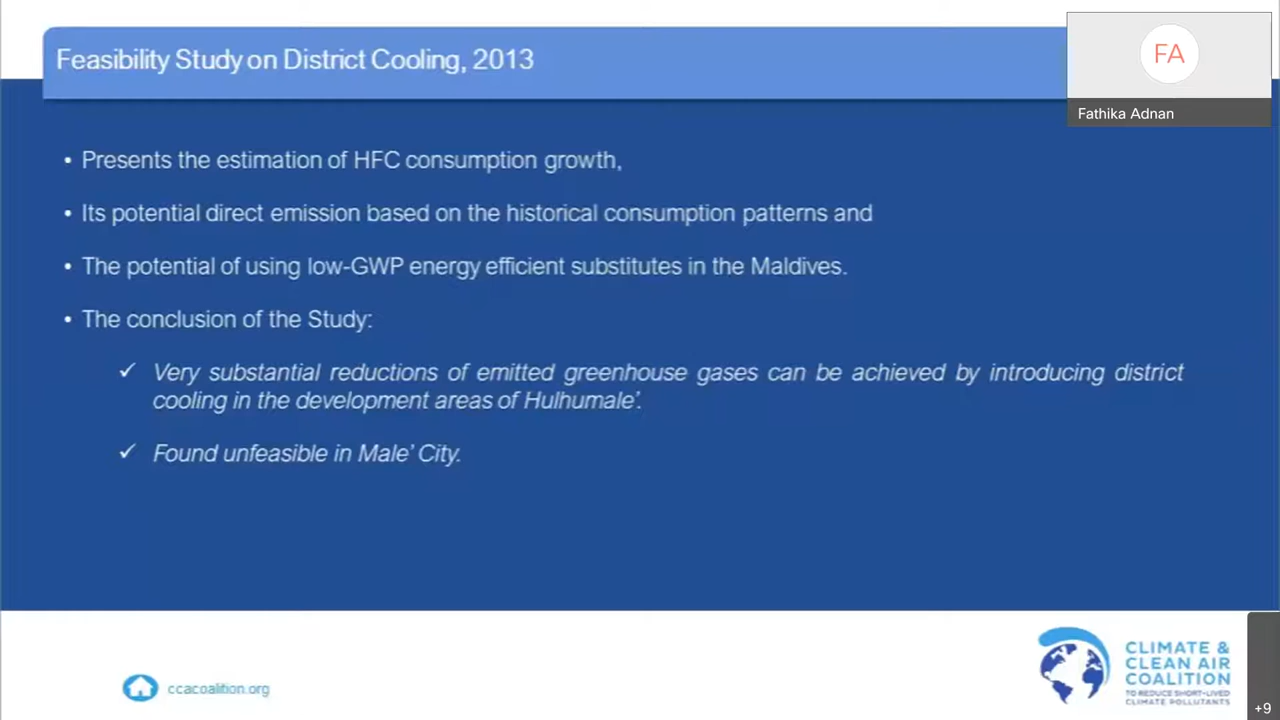 Feasibility Study on District Cooling, 2013
FA
Fathika Adnan
• Presents the estimation of HFC consumption growth,
• Its potential direct emission based on the historical consumption patterns and
• The potential of using low-GWP energy efficient substitutes in the Maldives.
• The conclusion of the Study:
✓ Very substantial reductions of emitted greenhouse gases can be achieved by introducing district
cooling in the development areas of Hulhumale’.
✓ Found unfeasible in Male’ City.
ccacoalition.org
CLIMATE &
CLEAN AIR
COALITION
TO REDUCE SHORT-LIVED
CLIMATE POLLUTANTS
+9